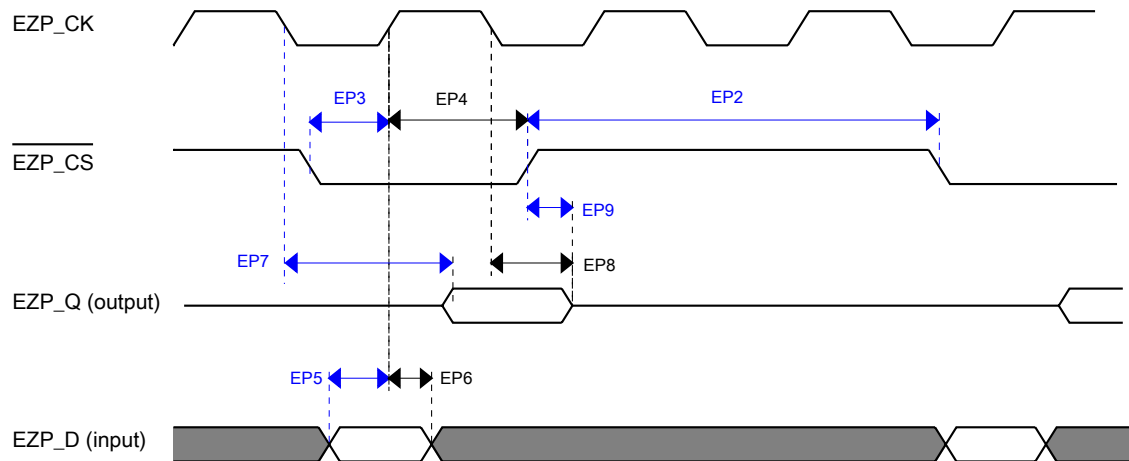 EZP_CK
EP3
EP4
EP2
EZP_CS
EP9
EP7
EP8
EZP_Q (output)
EP5
EP6
EZP_D (input)